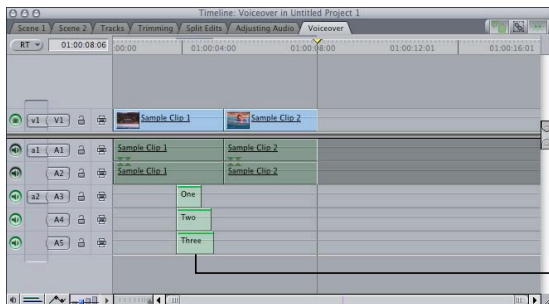 Timeline: Voiceover in Untitled Project 1
Scene 1 Scene 2 Tracks Trimming Split Edits Adjusting Audio Voiceover
RT 01:00:08:06 :00:00 01:00:04:00 01:00:08:00 01:00:12:01 01:00:16:01
v1 V1 Sample Clip 1 Sample Clip 2
a1 A1 Sample Clip 1 Sample Clip 2
A2 Sample Clip 1 Sample Clip 2
a2 A3 One
A4 Two
A5 Three